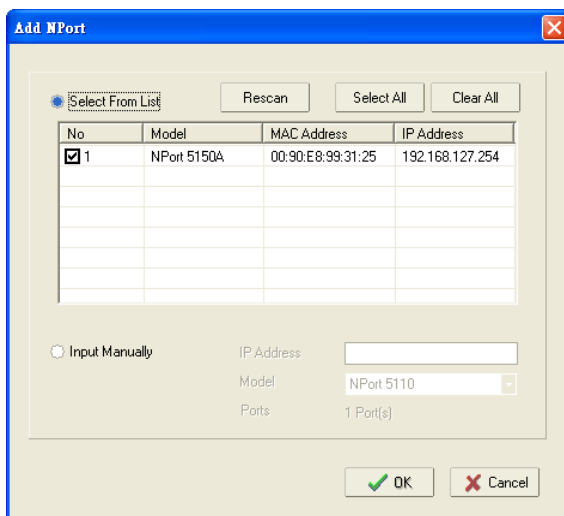 Add NPort
Select From List Rescan Select All Clear All
No Model MAC Address IP Address
1 NPort 5150A 00:90:E8:99:31:25 192.168.127.254
Input Manually IP Address
Model NPort 5110
Ports 1 Port(s)
OK Cancel